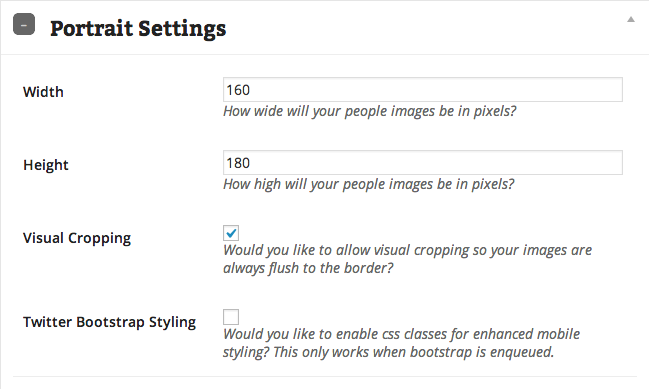 Portrait Settings
Width
160
How wide will your people images be in pixels?
Height
180
How high will your people images be in pixels?
Visual Cropping
Would you like to allow visual cropping so your images are
always flush to the border?
Twitter Bootstrap Styling
Would you like to enable css classes for enhanced mobile
styling? This only works when bootstrap is enqueued.